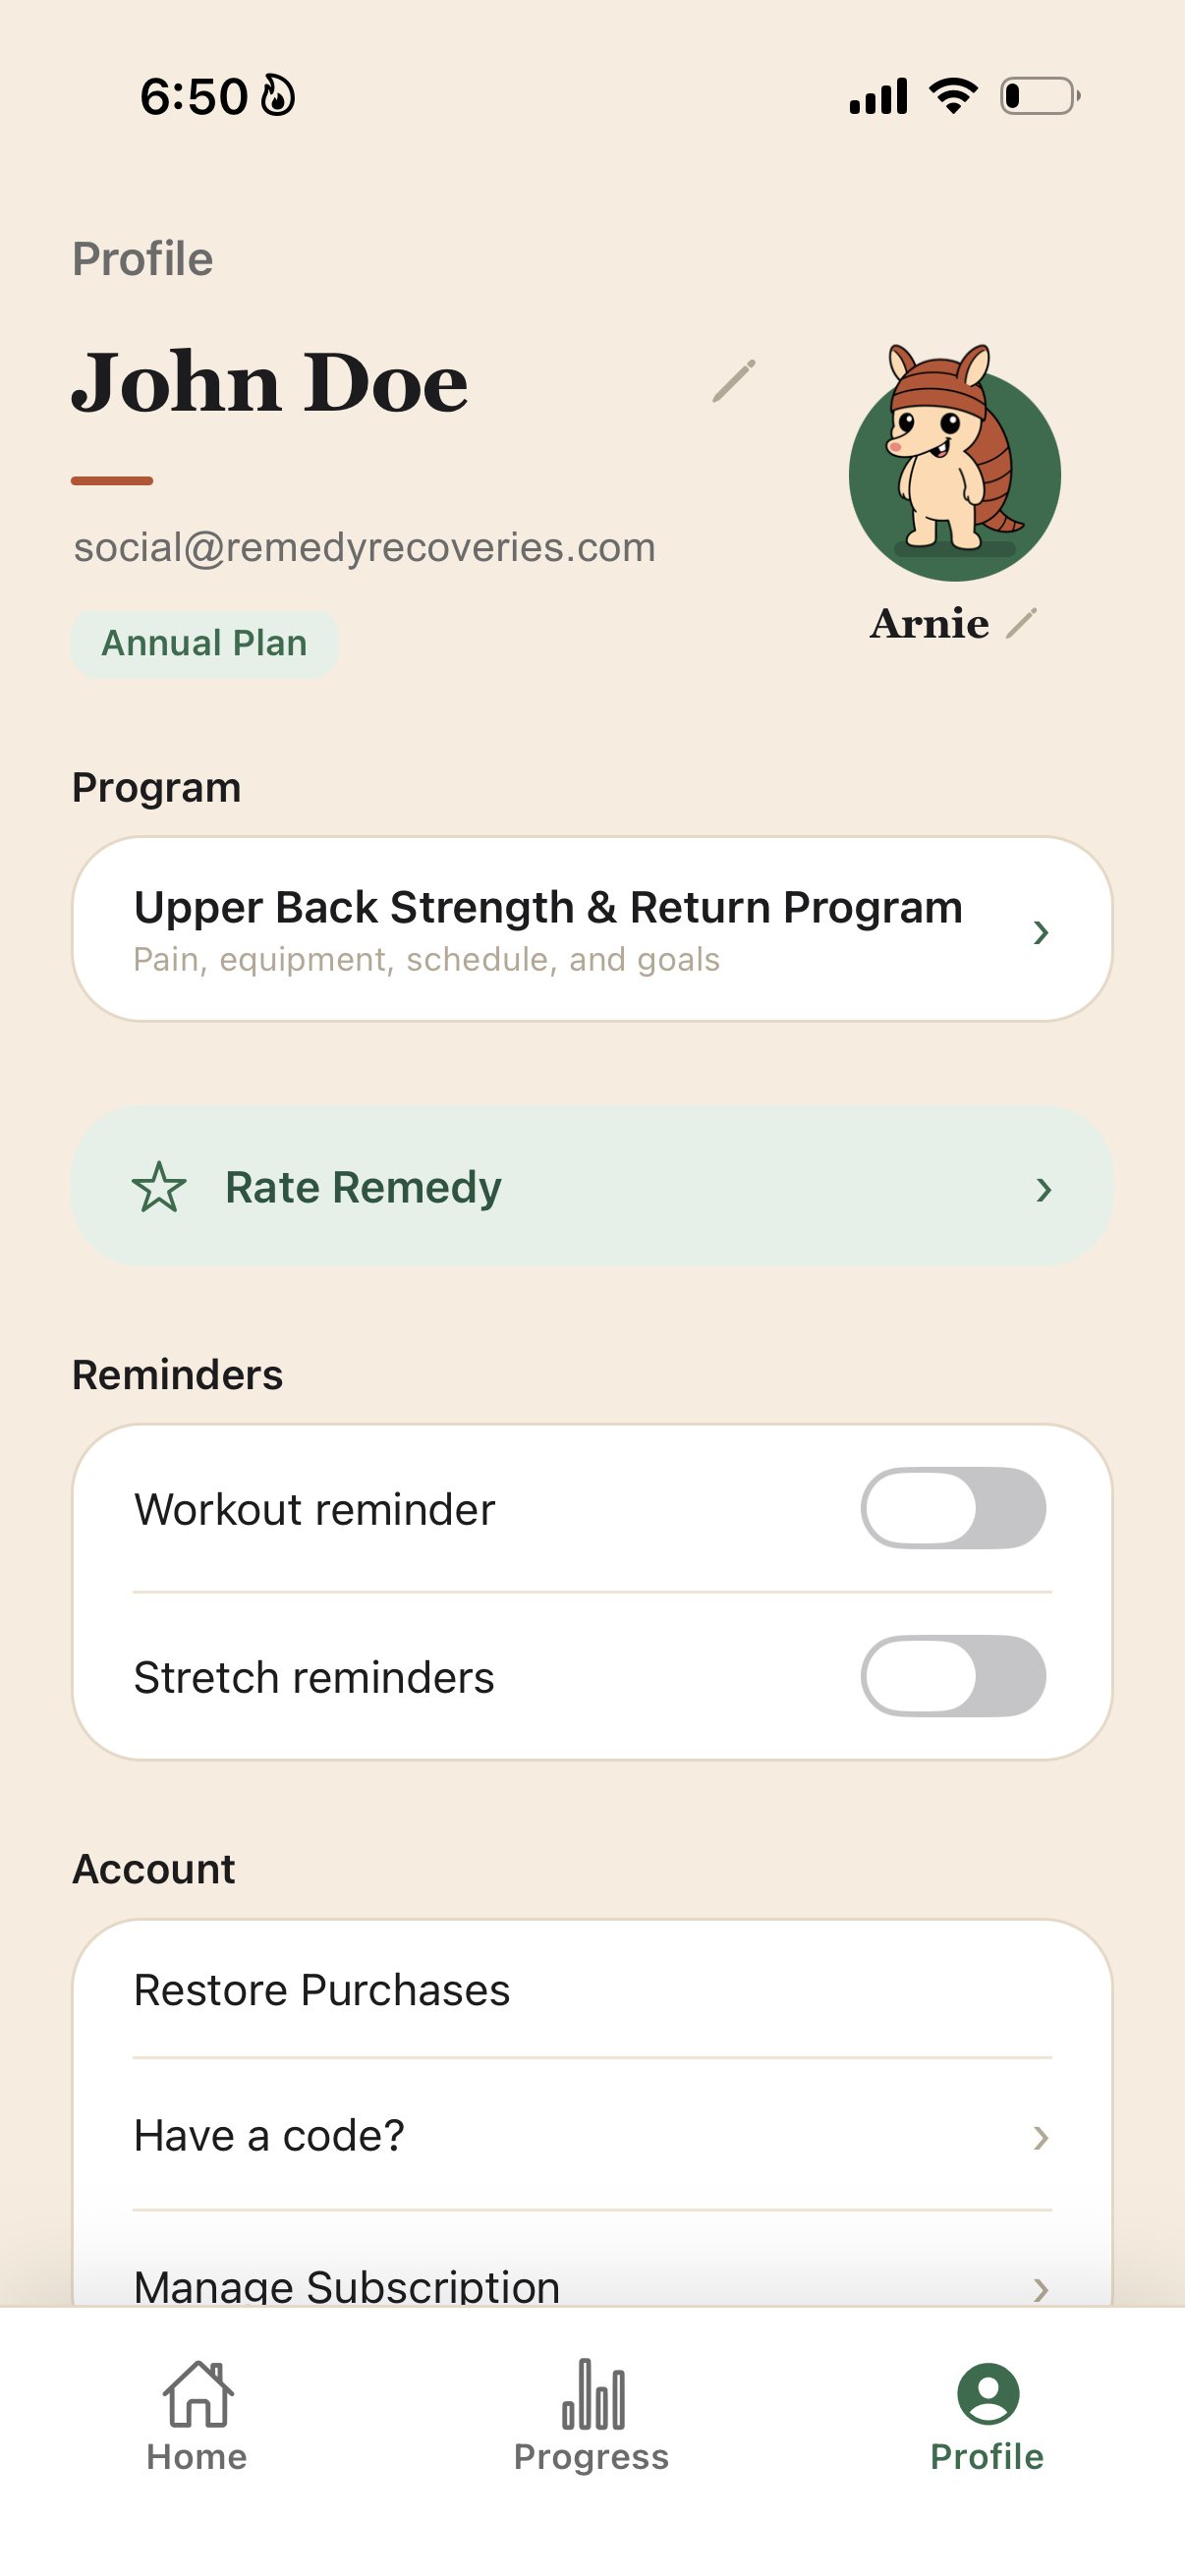 6:50
Profile
John Doe
social@remedyrecoveries.com
Annual Plan
Arnie
Program
Upper Back Strength & Return Program
Pain, equipment, schedule, and goals
Rate Remedy
Reminders
Workout reminder
Stretch reminders
Account
Restore Purchases
Have a code?
Manage Subscription
Home
Progress
Profile